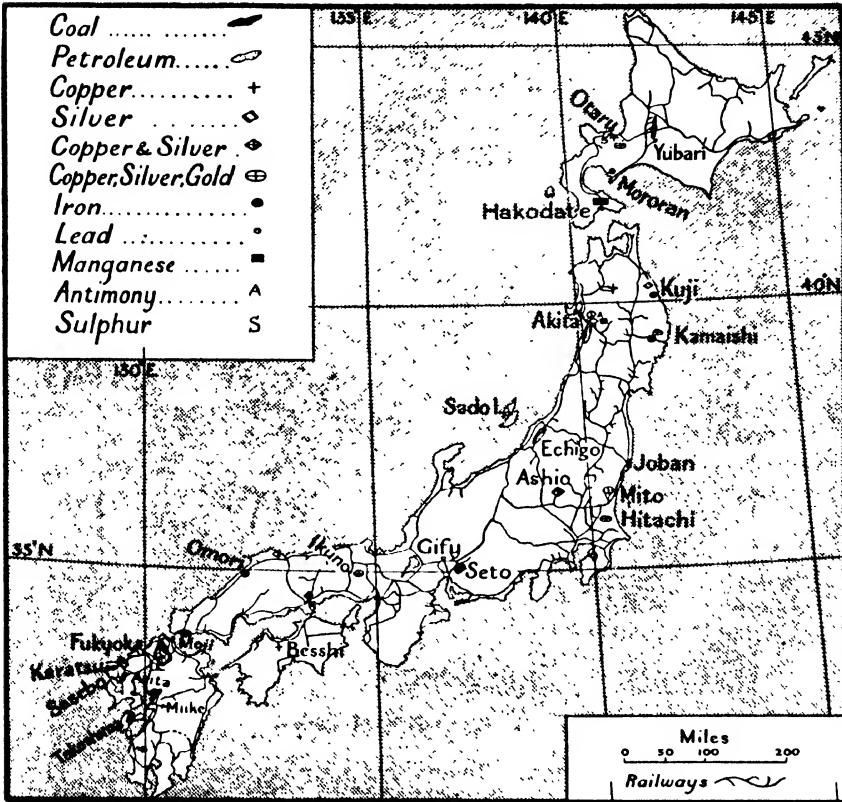 Coal
Petroleum
Copper
Silver
Copper & Silver
Copper, Silver, Gold
Iron
Lead
Manganese
Antimony A
Sulphur S
135°E
140°E
145°E
45°N
Otaru
Yubari
Mororan
Hakodate
Kuji
40°N
Akita
Kamaishi
130°E
Sado I.
Echigo
Joban
Ashio
Mito
Hitachi
35°N
Omori
Ikuno
Gifu
Seto
Fukuoka
Moji
Karatsu
Sasebo
Besshi
Miike
Miles
0 50 100 200
Railways